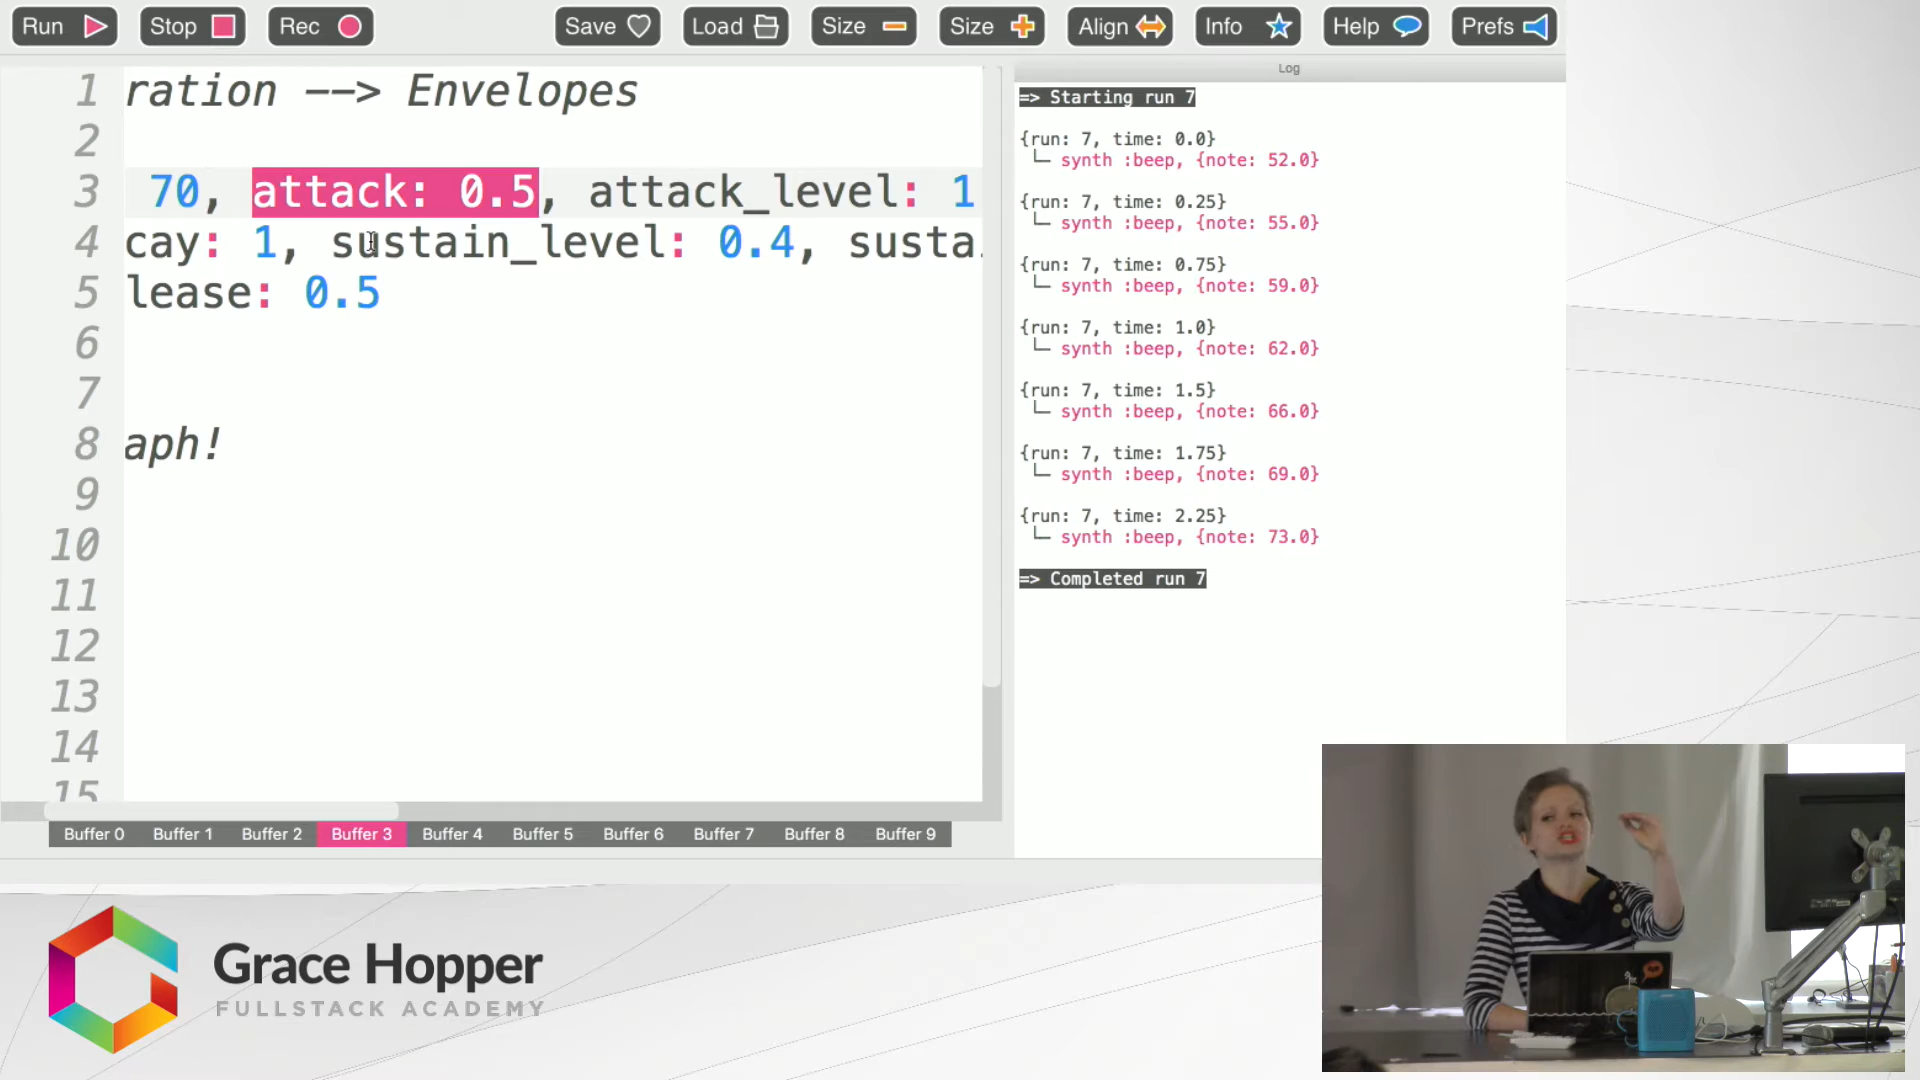 Run Stop Rec Save Load Size Size Align Info Help Prefs
1 ration --> Envelopes
2
3 70, attack: 0.5, attack_level: 1
4 cay: 1, sustain_level: 0.4, sustai
5 lease: 0.5
6
7
8 aph!
9
10
11
12
13
14
15
Buffer 0 Buffer 1 Buffer 2 Buffer 3 Buffer 4 Buffer 5 Buffer 6 Buffer 7 Buffer 8 Buffer 9
Log
=> Starting run 7
{run: 7, time: 0.0}
└─ synth :beep, {note: 52.0}
{run: 7, time: 0.25}
└─ synth :beep, {note: 55.0}
{run: 7, time: 0.75}
└─ synth :beep, {note: 59.0}
{run: 7, time: 1.0}
└─ synth :beep, {note: 62.0}
{run: 7, time: 1.5}
└─ synth :beep, {note: 66.0}
{run: 7, time: 1.75}
└─ synth :beep, {note: 69.0}
{run: 7, time: 2.25}
└─ synth :beep, {note: 73.0}
=> Completed run 7
Grace Hopper
FULLSTACK ACADEMY